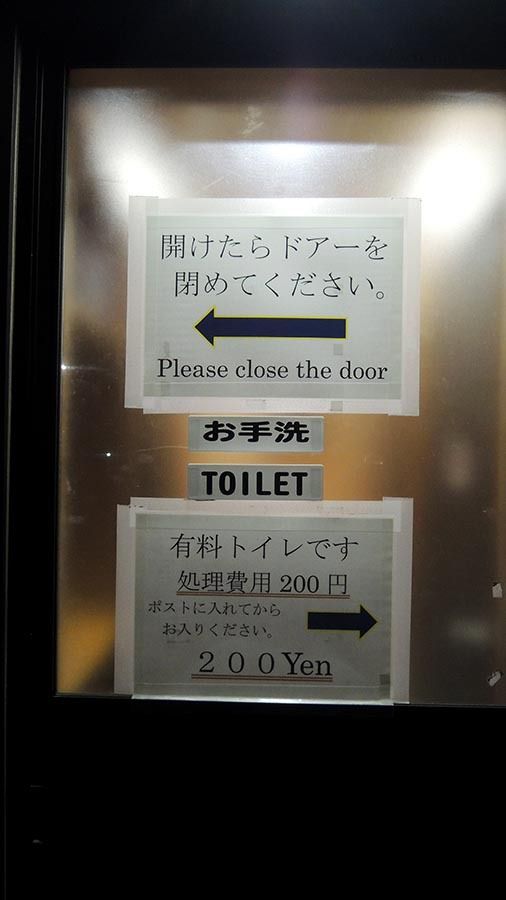 開けたらドアーを
閉めてください。
Please close the door
お手洗
TOILET
有料トイレです
処理費用 200 円
ポストに入れてから
お入りください。
２００Yen